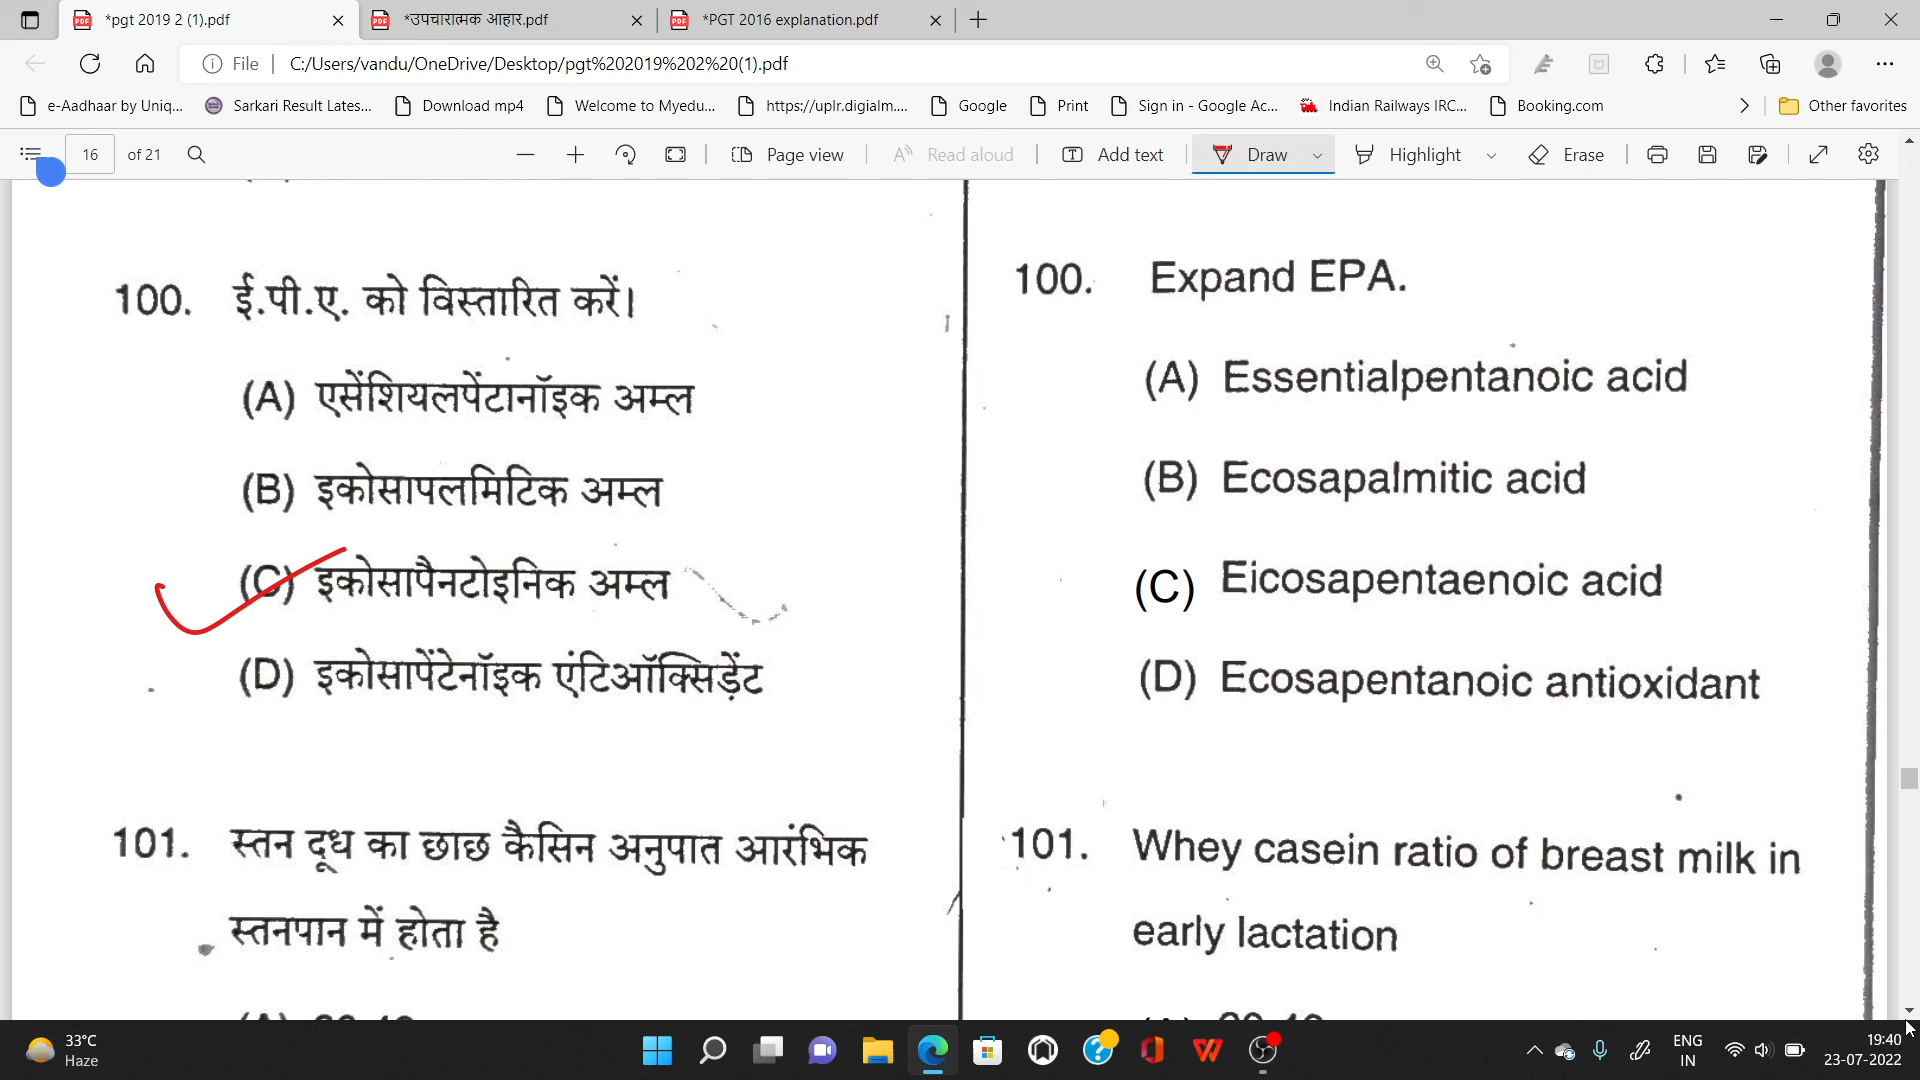 *pgt 2019 2 (1).pdf
*उपचारात्मक आहार.pdf
*PGT 2016 explanation.pdf
File
C:/Users/vandu/OneDrive/Desktop/pgt%202019%202%20(1).pdf
e-Aadhaar by Uniq...
Sarkari Result Lates...
Download mp4
Welcome to Myedu...
https://uplr.digialm....
Google
Print
Sign in - Google Ac...
Indian Railways IRC...
Booking.com
Other favorites
16 of 21
Page view
Read aloud
Add text
Draw
Highlight
Erase
100. ई.पी.ए. को विस्तारित करें।
(A) एसेंशियलपेंटानॉइक अम्ल
(B) इकोसापलमिटिक अम्ल
(C) इकोसापैनटोइनिक अम्ल
(D) इकोसापेंटेनॉइक एंटिऑक्सिडेंट
101. स्तन दूध का छाछ कैसिन अनुपात आरंभिक
स्तनपान में होता है
100. Expand EPA.
(A) Essentialpentanoic acid
(B) Ecosapalmitic acid
(C) Eicosapentaenoic acid
(D) Ecosapentanoic antioxidant
101. Whey casein ratio of breast milk in
early lactation
33°C
Haze
ENG
IN
19:40
23-07-2022